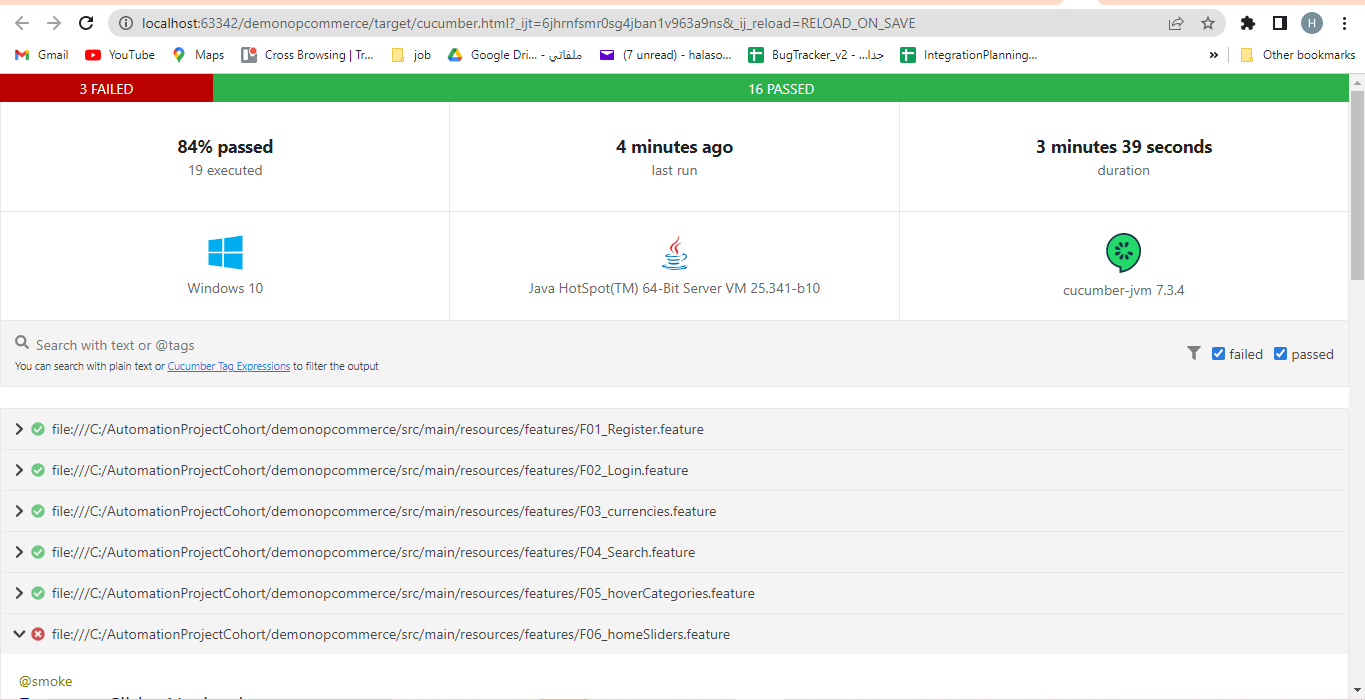 localhost:63342/demonopcommerce/target/cucumber.html?_ijt=6jhrnfsmr0sg4jban1v963a9ns&_ij_reload=RELOAD_ON_SAVE
H
Gmail YouTube Maps Cross Browsing | Tr... job Google Dri... - ملفاتي (7 unread) - halaso... BugTracker_v2 - ...جدا IntegrationPlanning... » Other bookmarks
3 FAILED 16 PASSED
84% passed 4 minutes ago 3 minutes 39 seconds
19 executed last run duration
Windows 10 Java HotSpot(TM) 64-Bit Server VM 25.341-b10 cucumber-jvm 7.3.4
Search with text or @tags
You can search with plain text or Cucumber Tag Expressions to filter the output
failed passed
file:///C:/AutomationProjectCohort/demonopcommerce/src/main/resources/features/F01_Register.feature
file:///C:/AutomationProjectCohort/demonopcommerce/src/main/resources/features/F02_Login.feature
file:///C:/AutomationProjectCohort/demonopcommerce/src/main/resources/features/F03_currencies.feature
file:///C:/AutomationProjectCohort/demonopcommerce/src/main/resources/features/F04_Search.feature
file:///C:/AutomationProjectCohort/demonopcommerce/src/main/resources/features/F05_hoverCategories.feature
file:///C:/AutomationProjectCohort/demonopcommerce/src/main/resources/features/F06_homeSliders.feature
@smoke